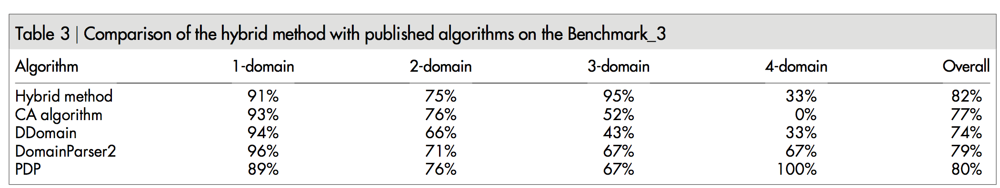 Table 3 | Comparison of the hybrid method with published algorithms on the Benchmark_3
Algorithm 1-domain 2-domain 3-domain 4-domain Overall
Hybrid method 91% 75% 95% 33% 82%
CA algorithm 93% 76% 52% 0% 77%
DDomain 94% 66% 43% 33% 74%
DomainParser2 96% 71% 67% 67% 79%
PDP 89% 76% 67% 100% 80%